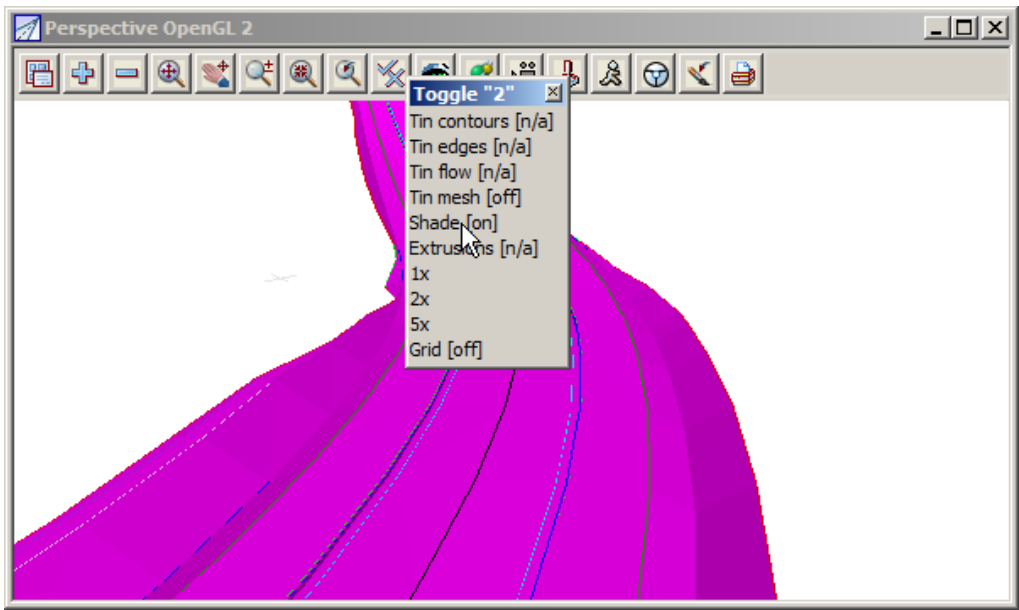 Perspective OpenGL 2
Toggle "2"
Tin contours [n/a]
Tin edges [n/a]
Tin flow [n/a]
Tin mesh [off]
Shade [on]
Extrusions [n/a]
1x
2x
5x
Grid [off]